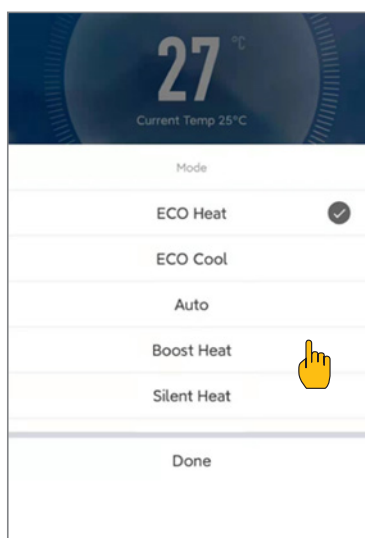 27 °C
Current Temp 25°C
Mode
ECO Heat
ECO Cool
Auto
Boost Heat
Silent Heat
Done